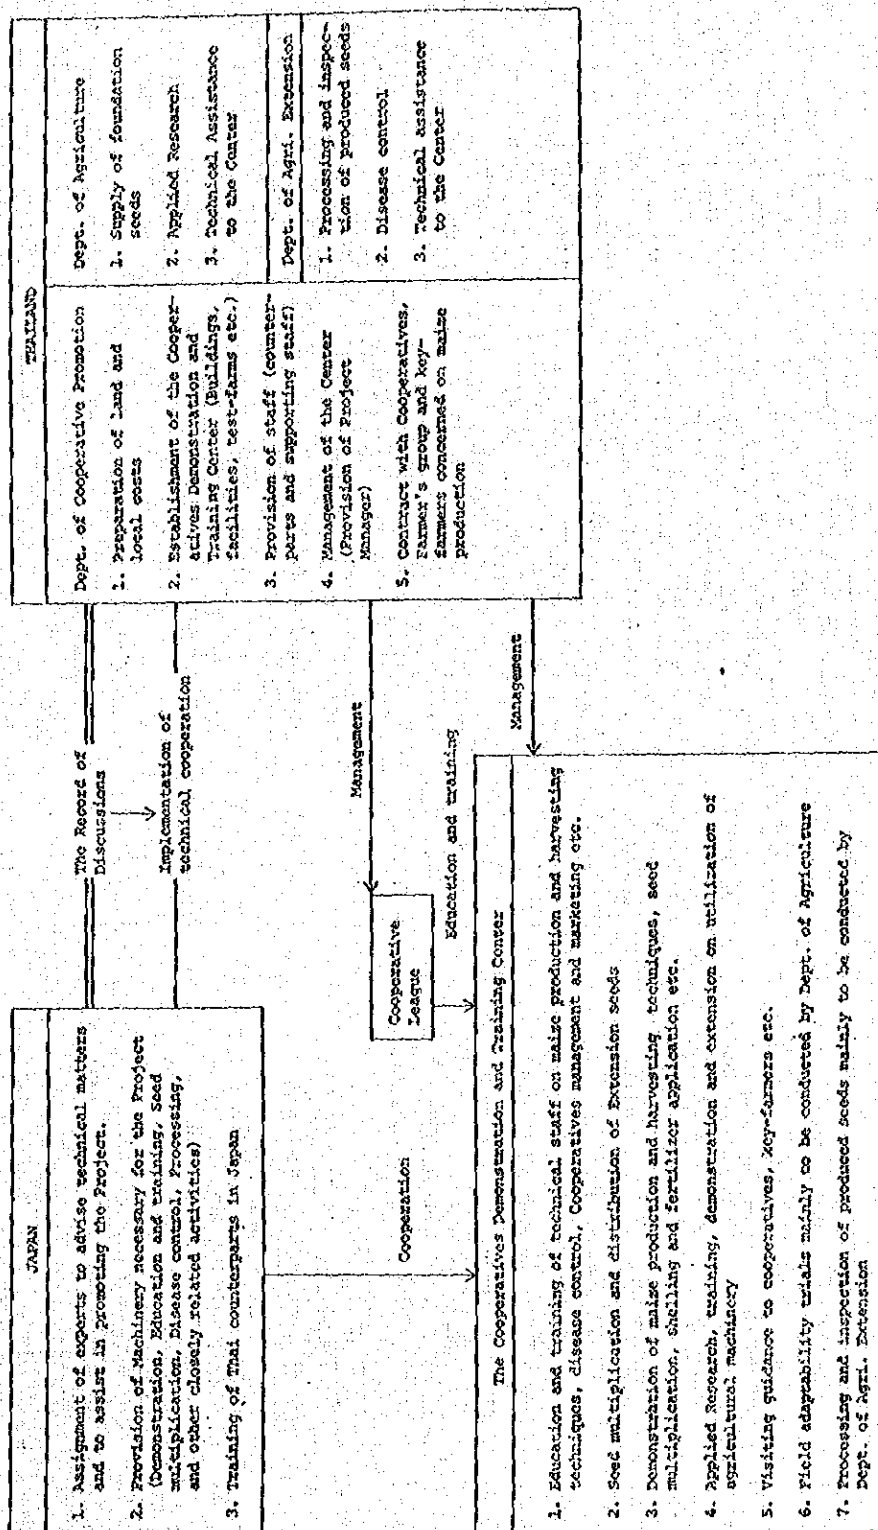 JAPAN
1. Assignment of experts to advise technical matters
and to assist in promoting the Project.
2. Provision of Machinery necessary for the Project
(Demonstration, Education and training, Seed
multiplication, Disease control, Processing,
and other closely related activities)
3. Training of Thai counterparts in Japan
The Record of
Discussions
Implementation of
technical cooperation
THAILAND
Dept. of Cooperative Promotion
1. Preparation of land and
local costs
2. Establishment of the Cooper-
atives Demonstration and
Training Center (Buildings,
facilities, test-farms etc.)
3. Provision of staff (counter-
parts and supporting staff)
4. Management of the Center
(Provision of Project
Manager)
5. Contract with Cooperatives,
Farmer's group and key-
farmers concerned on maize
production
Dept. of Agriculture
1. Supply of foundation
seeds
2. Applied Research
3. Technical Assistance
to the Center
Dept. of Agri. Extension
1. Processing and inspec-
tion of produced seeds
2. Disease control
3. Technical assistance
to the Center
Cooperation
Cooperative
League
Management
Education and training
Management
The Cooperatives Demonstration and Training Center
1. Education and training of technical staff on maize production and harvesting
techniques, disease control, Cooperatives management and marketing etc.
2. Seed multiplication and distribution of Extension seeds
3. Demonstration of maize production and harvesting techniques, seed
multiplication, shelling and fertilizer application etc.
4. Applied Research, training, demonstration and extension on utilization of
agricultural machinery
5. Visiting guidance to cooperatives, key-farmers etc.
6. Field adaptability trials mainly to be conducted by Dept. of Agriculture
7. Processing and inspection of produced seeds mainly to be conducted by
Dept. of Agri. Extension